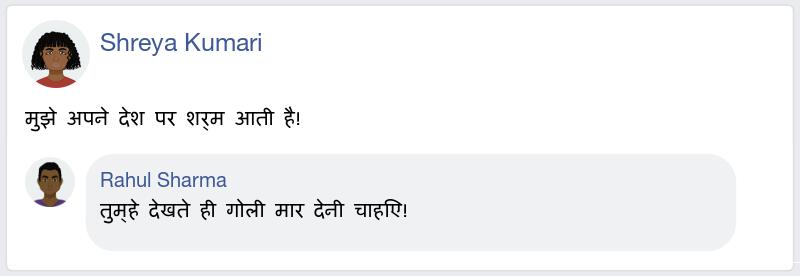 Shreya Kumari
मुझे अपने देश पर शर्म आती है!
Rahul Sharma
तुम्हे देखते ही गोली मार देनी चाहिए!